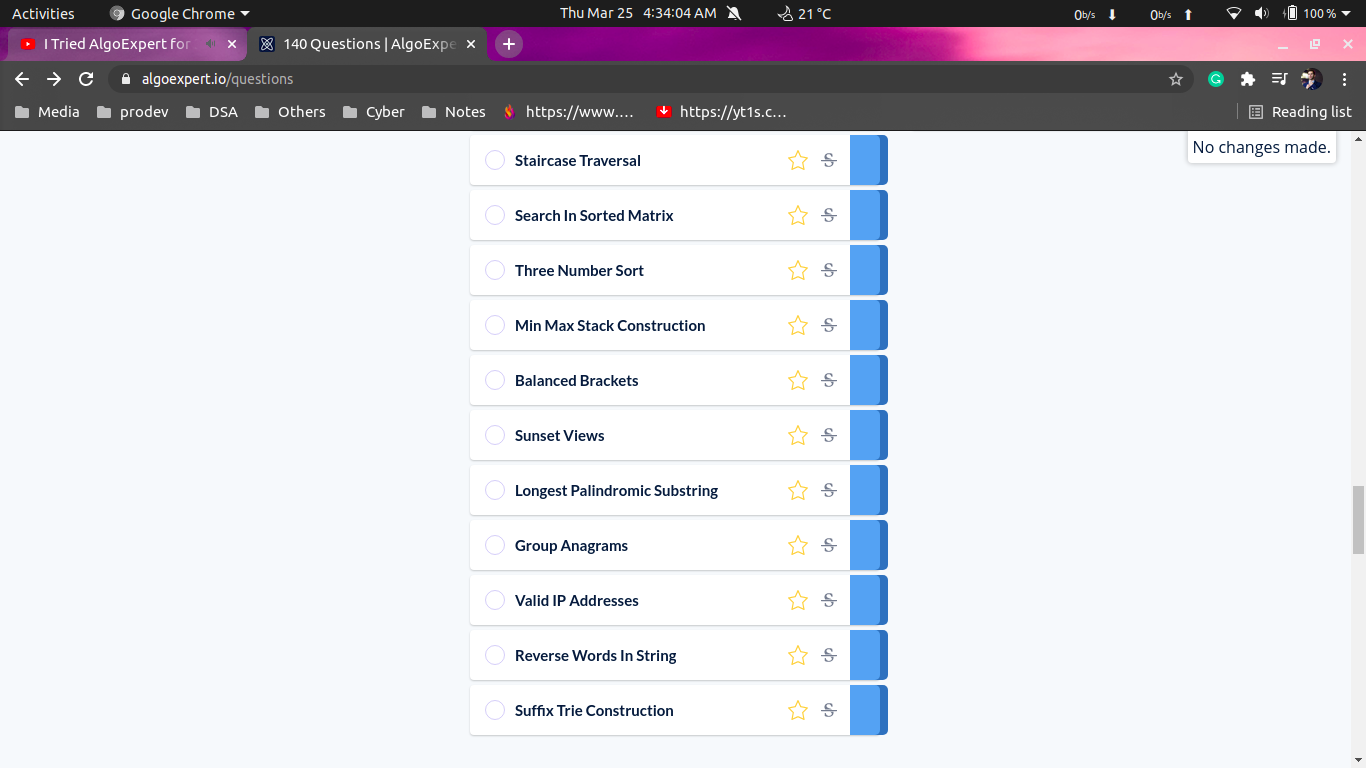 Activities Google Chrome Thu Mar 25 4:34:04 AM 21 °C 0b/s 0b/s 100 %
I Tried AlgoExpert for 140 Questions | AlgoExpe
algoexpert.io/questions
Media prodev DSA Others Cyber Notes https://www.... https://yt1s.c... Reading list
No changes made.
Staircase Traversal
Search In Sorted Matrix
Three Number Sort
Min Max Stack Construction
Balanced Brackets
Sunset Views
Longest Palindromic Substring
Group Anagrams
Valid IP Addresses
Reverse Words In String
Suffix Trie Construction